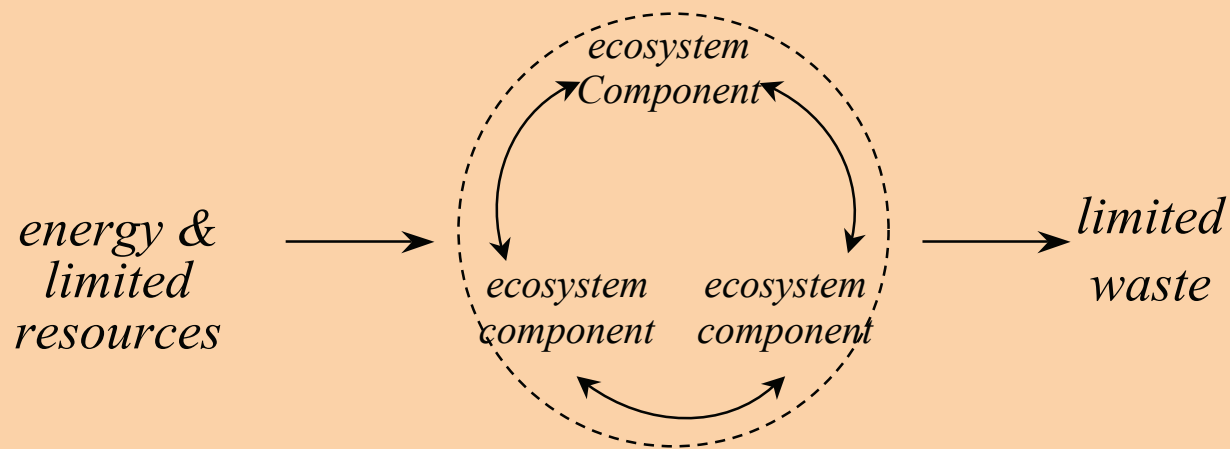 ecosystem
Component
energy &
limited
resources
ecosystem
component
ecosystem
component
limited
waste